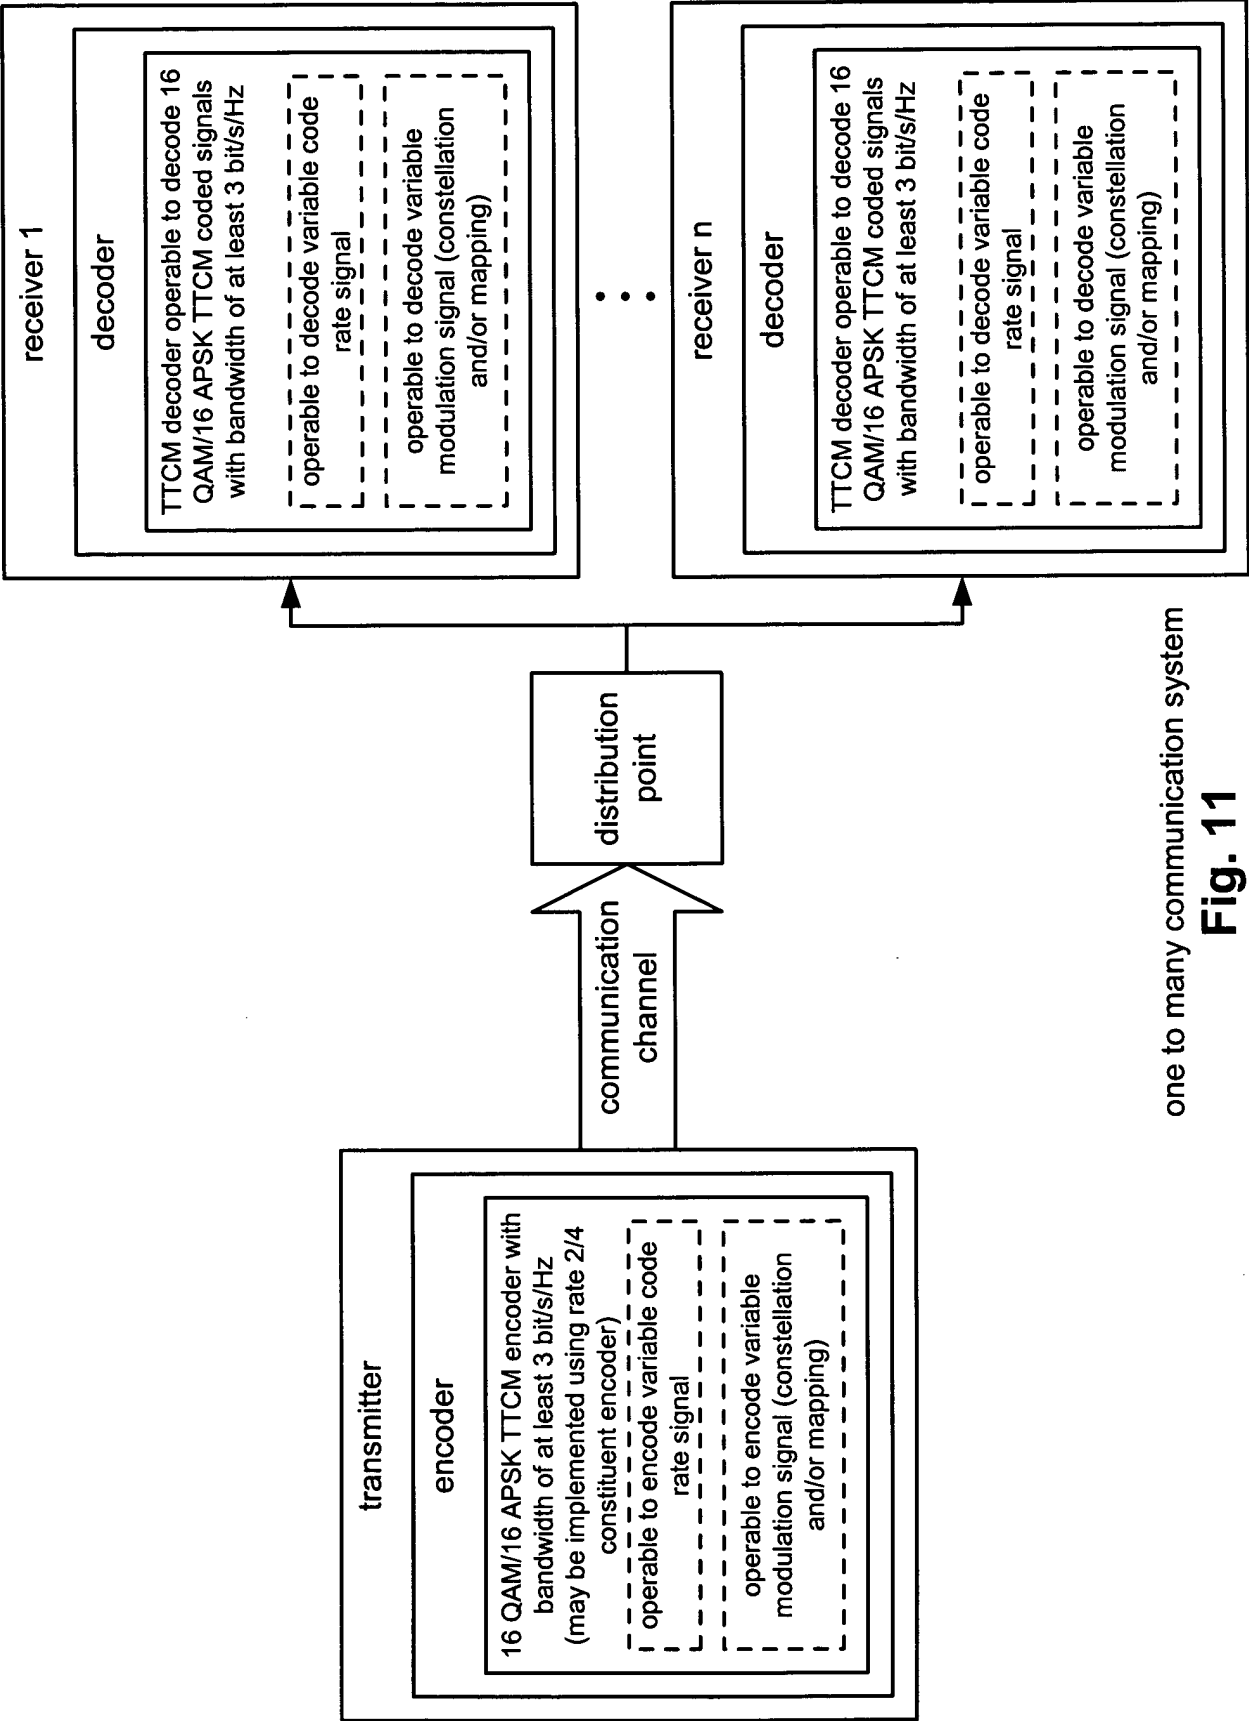 transmitter
encoder
16 QAM/16 APSK TTCM encoder with
bandwidth of at least 3 bit/s/Hz
(may be implemented using rate 2/4
constituent encoder)
operable to encode variable code
rate signal
operable to encode variable
modulation signal (constellation
and/or mapping)
communication
channel
distribution
point
receiver 1
decoder
TTCM decoder operable to decode 16
QAM/16 APSK TTCM coded signals
with bandwidth of at least 3 bit/s/Hz
operable to decode variable code
rate signal
operable to decode variable
modulation signal (constellation
and/or mapping)
receiver n
decoder
TTCM decoder operable to decode 16
QAM/16 APSK TTCM coded signals
with bandwidth of at least 3 bit/s/Hz
operable to decode variable code
rate signal
operable to decode variable
modulation signal (constellation
and/or mapping)
one to many communication system
Fig. 11